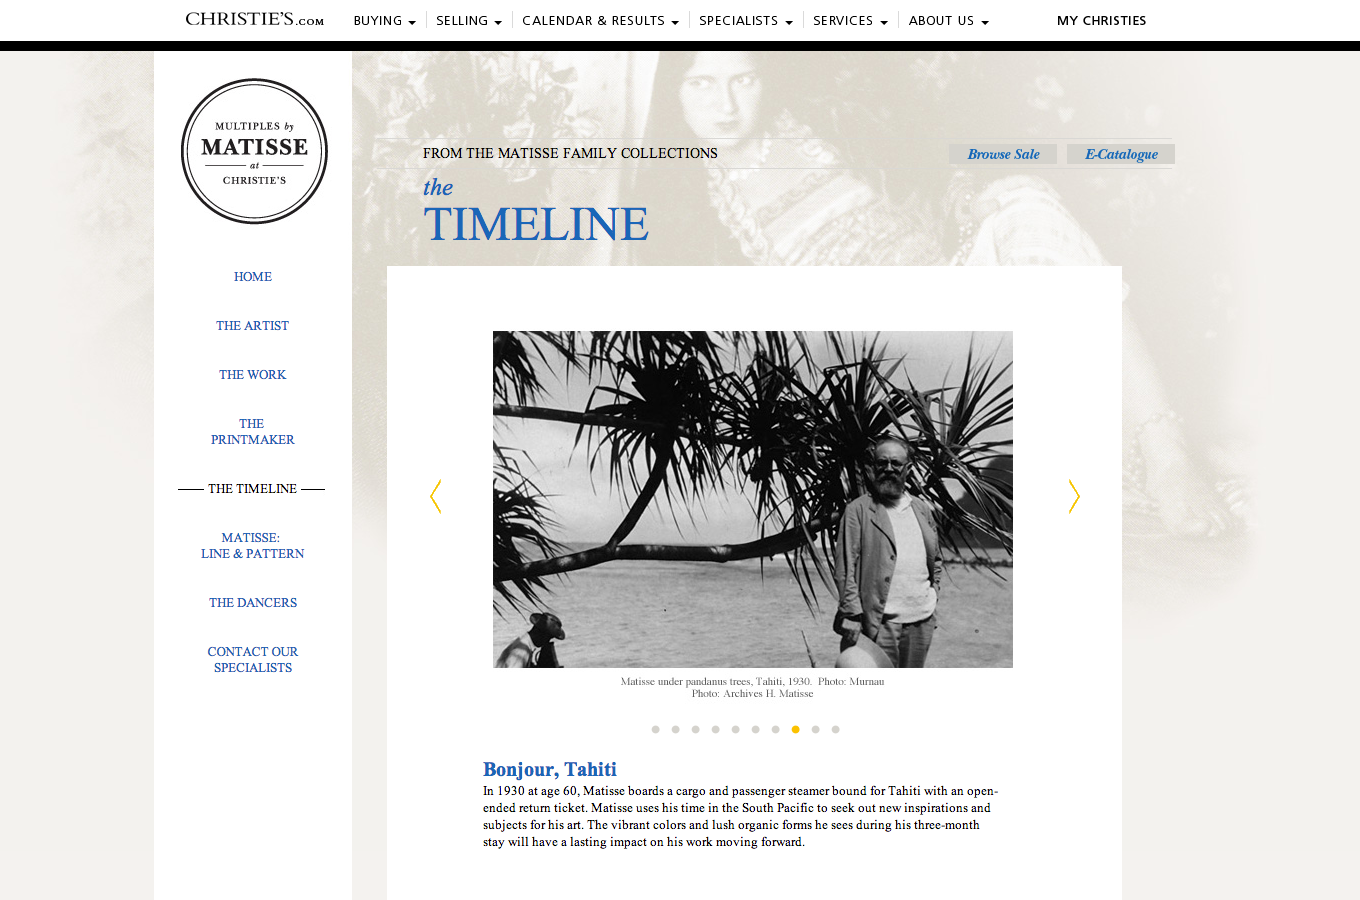 CHRISTIE'S.COM
BUYING
SELLING
CALENDAR & RESULTS
SPECIALISTS
SERVICES
ABOUT US
MY CHRISTIES
MULTIPLES by
MATISSE
at
CHRISTIE'S
HOME
THE ARTIST
THE WORK
THE
PRINTMAKER
THE TIMELINE
MATISSE:
LINE & PATTERN
THE DANCERS
CONTACT OUR
SPECIALISTS
FROM THE MATISSE FAMILY COLLECTIONS
Browse Sale
E-Catalogue
the
TIMELINE
Matisse under pandanus trees, Tahiti, 1930.  Photo: Murnau
Photo: Archives H. Matisse
Bonjour, Tahiti
In 1930 at age 60, Matisse boards a cargo and passenger steamer bound for Tahiti with an open-
ended return ticket. Matisse uses his time in the South Pacific to seek out new inspirations and
subjects for his art. The vibrant colors and lush organic forms he sees during his three-month
stay will have a lasting impact on his work moving forward.